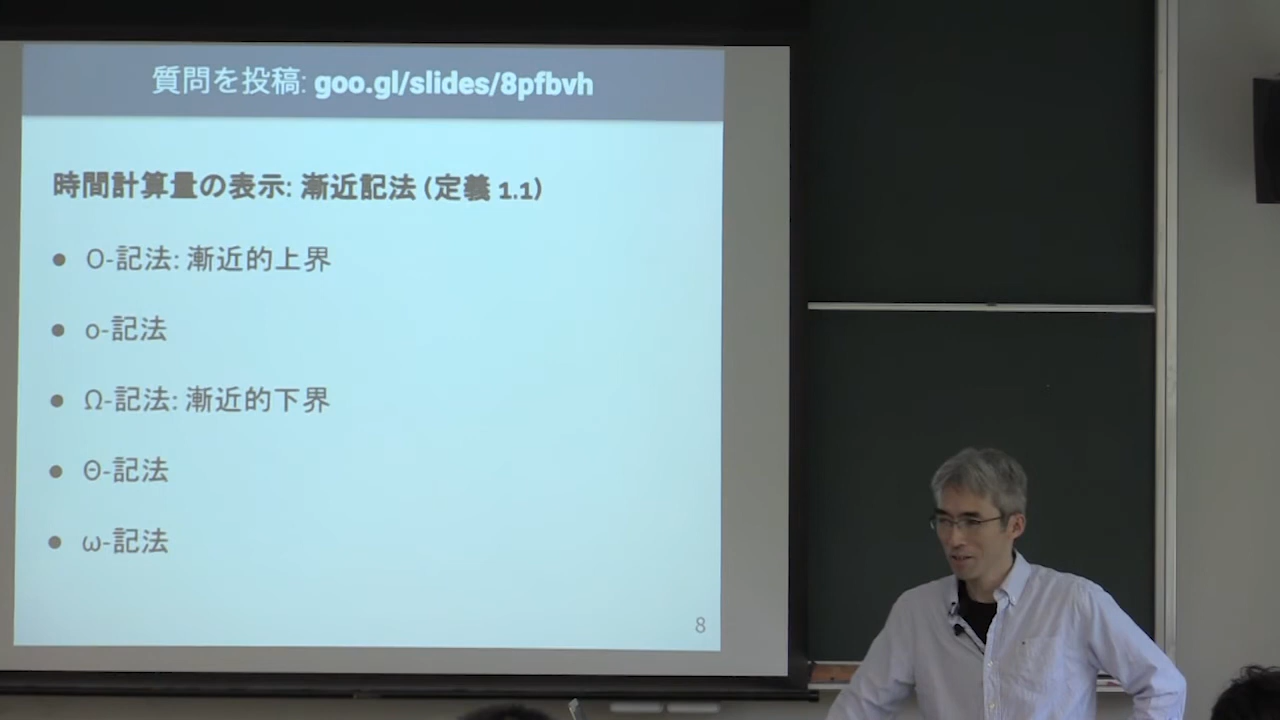 質問を投稿: goo.gl/slides/8pfbvh
時間計算量の表示: 漸近記法 (定義 1.1)
● O-記法: 漸近的上界
● o-記法
● Ω-記法: 漸近的下界
● Θ-記法
● ω-記法
8